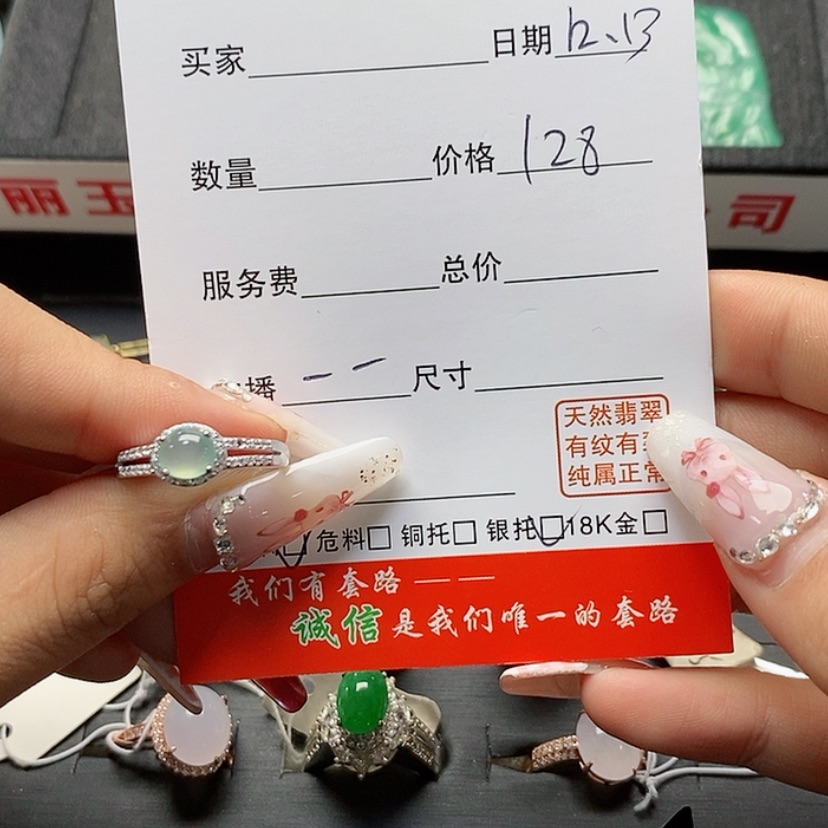 买家 日期 12、13
数量 价格 128
丽玉 司
服务费 总价
播 一 一 尺寸
天然翡翠
有纹有
纯属正常
危料 铜托 银托 18K金
我们有套路 ——  ——
诚信是我们唯一的套路